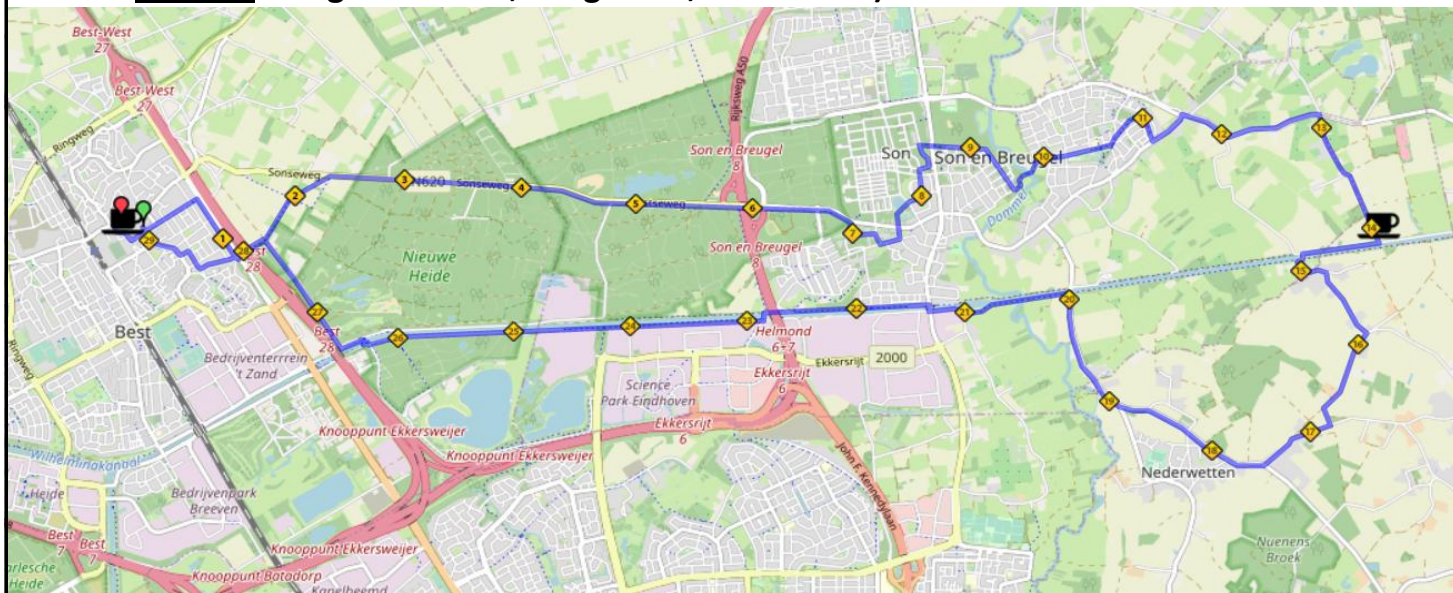 Best-West
27
Best-West
27
Ringweg
Sonseweg
N620
Sonseweg
Rijksweg A50
Son en Breugel
8
Son
Son en Breugel
Dommel
1
2
3
4
5
6
7
8
9
10
11
12
13
14
15
16
17
18
19
20
21
22
23
24
25
26
27
28
29
Nieuwe
Heide
Son en Breugel
8
Best
28
Best
28
Best
Ringweg
Bedrijventerrein
't Zand
Helmond
6+7
Ekkersrijt
2000
Ekkersrijt
6
Science
Park Eindhoven
Ekkersrijt
6
Knooppunt Ekkersweijer
Knooppunt Ekkersweijer
John F. Kennedylaan
Wilhelminakanaal
Heide
Bedrijvenpark
Breeven
Nederwetten
Nuenens
Broek
Best
7
Best
7
Knooppunt Ekkersweijer
Knooppunt Batadorp